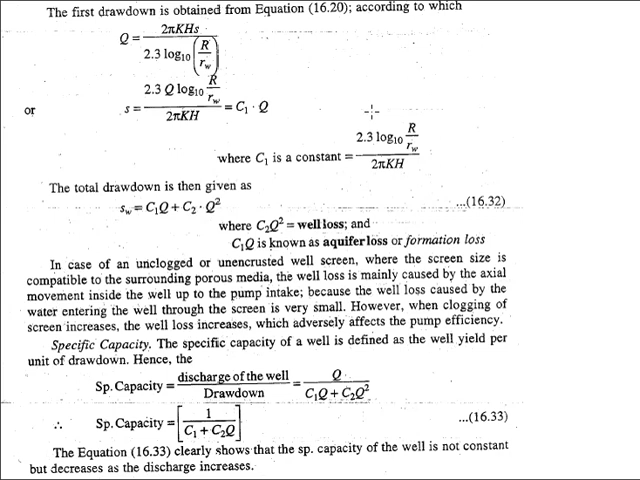 The first drawdown is obtained from Equation (16.20); according to which
Q = 2πKHs / 2.3 log10 (R / rw)
or s = 2.3 Q log10 R/rw / 2πKH = C1 · Q
where C1 is a constant = 2.3 log10 R/rw / 2πKH
The total drawdown is then given as
sw = C1Q + C2 · Q² ...(16.32)
where C2Q² = well loss; and
C1Q is known as aquifer loss or formation loss
In case of an unclogged or unencrusted well screen, where the screen size is
compatible to the surrounding porous media, the well loss is mainly caused by the axial
movement inside the well up to the pump intake; because the well loss caused by the
water entering the well through the screen is very small. However, when clogging of
screen increases, the well loss increases, which adversely affects the pump efficiency.
Specific Capacity. The specific capacity of a well is defined as the well yield per
unit of drawdown. Hence, the
Sp. Capacity = discharge of the well / Drawdown = Q / C1Q + C2Q²
∴ Sp. Capacity = [1 / C1 + C2Q] ...(16.33)
The Equation (16.33) clearly shows that the sp. capacity of the well is not constant
but decreases as the discharge increases.